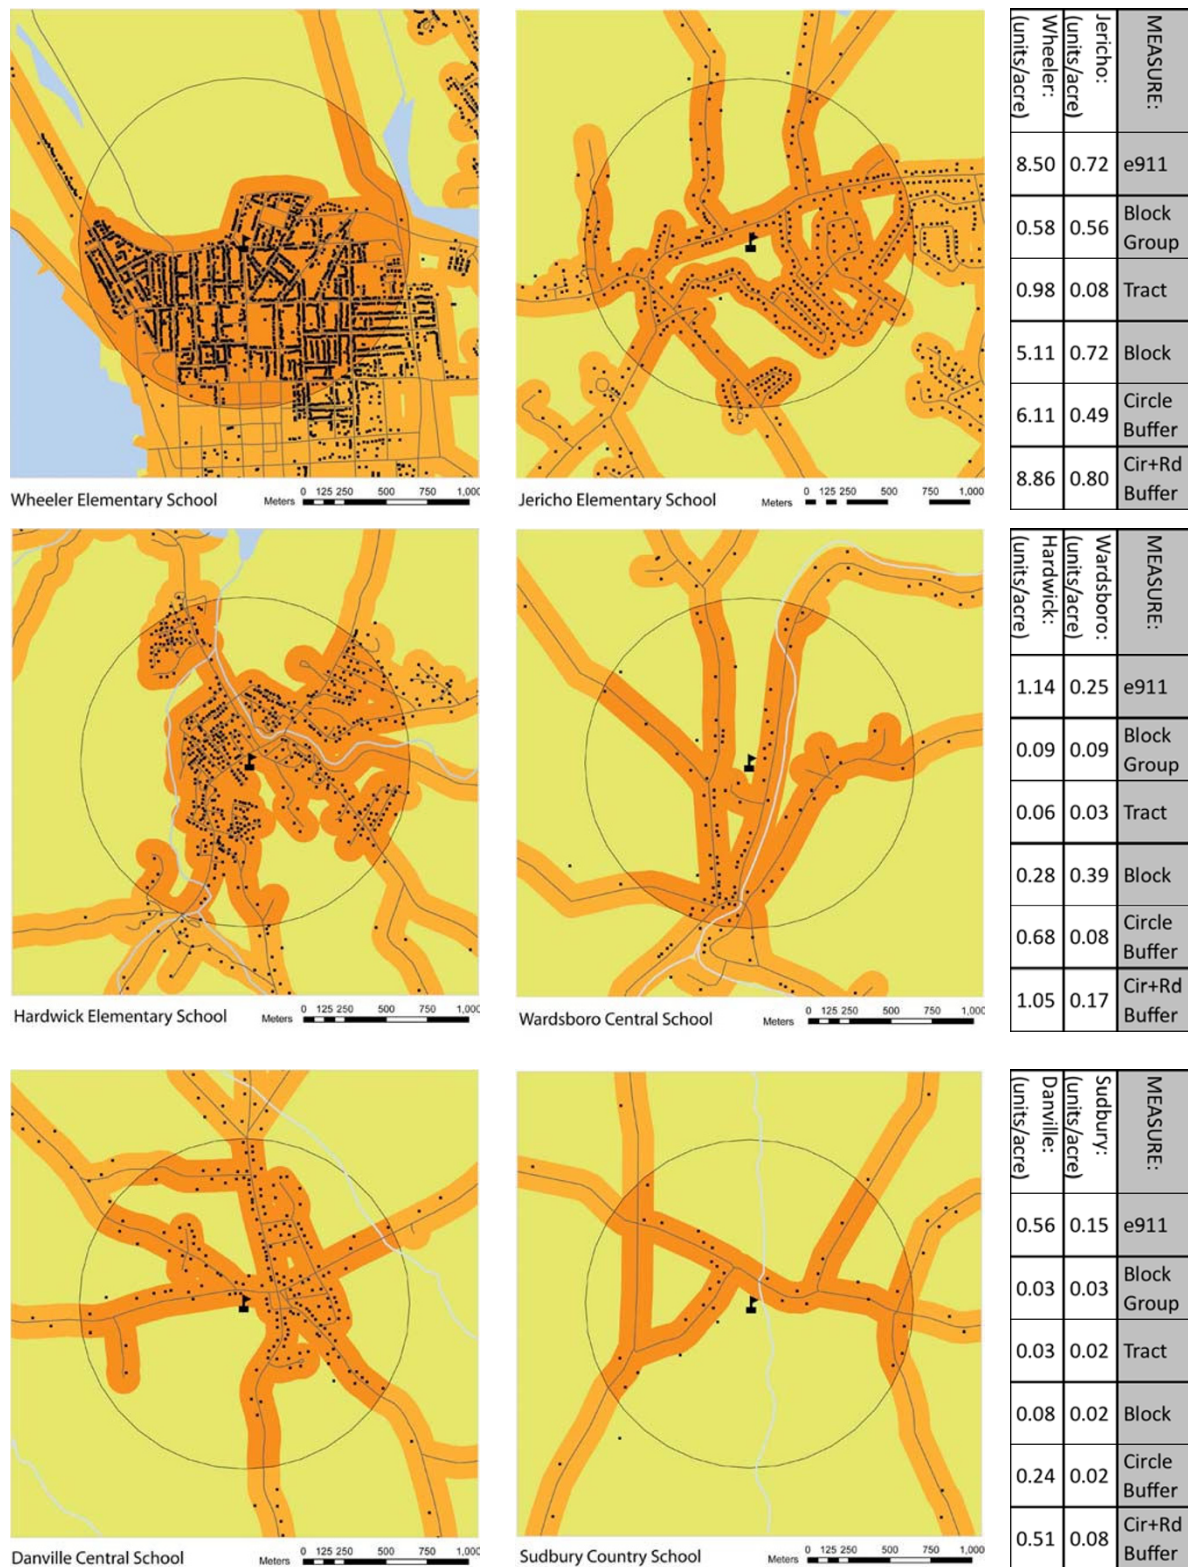 Wheeler Elementary School
Meters 0 125 250 500 750 1,000
Jericho Elementary School
Meters 0 125 250 500 750 1,000
Wheeler: (units/acre) Jericho: (units/acre) MEASURE:
8.50 0.72 e911
0.58 0.56 Block Group
0.98 0.08 Tract
5.11 0.72 Block
6.11 0.49 Circle Buffer
8.86 0.80 Cir+Rd Buffer
Hardwick Elementary School
Meters 0 125 250 500 750 1,000
Wardsboro Central School
Meters 0 125 250 500 750 1,000
Hardwick: (units/acre) Wardsboro: (units/acre) MEASURE:
1.14 0.25 e911
0.09 0.09 Block Group
0.06 0.03 Tract
0.28 0.39 Block
0.68 0.08 Circle Buffer
1.05 0.17 Cir+Rd Buffer
Danville Central School
Meters 0 125 250 500 750 1,000
Sudbury Country School
Meters 0 125 250 500 750 1,000
Danville: (units/acre) Sudbury: (units/acre) MEASURE:
0.56 0.15 e911
0.03 0.03 Block Group
0.03 0.02 Tract
0.08 0.02 Block
0.24 0.02 Circle Buffer
0.51 0.08 Cir+Rd Buffer